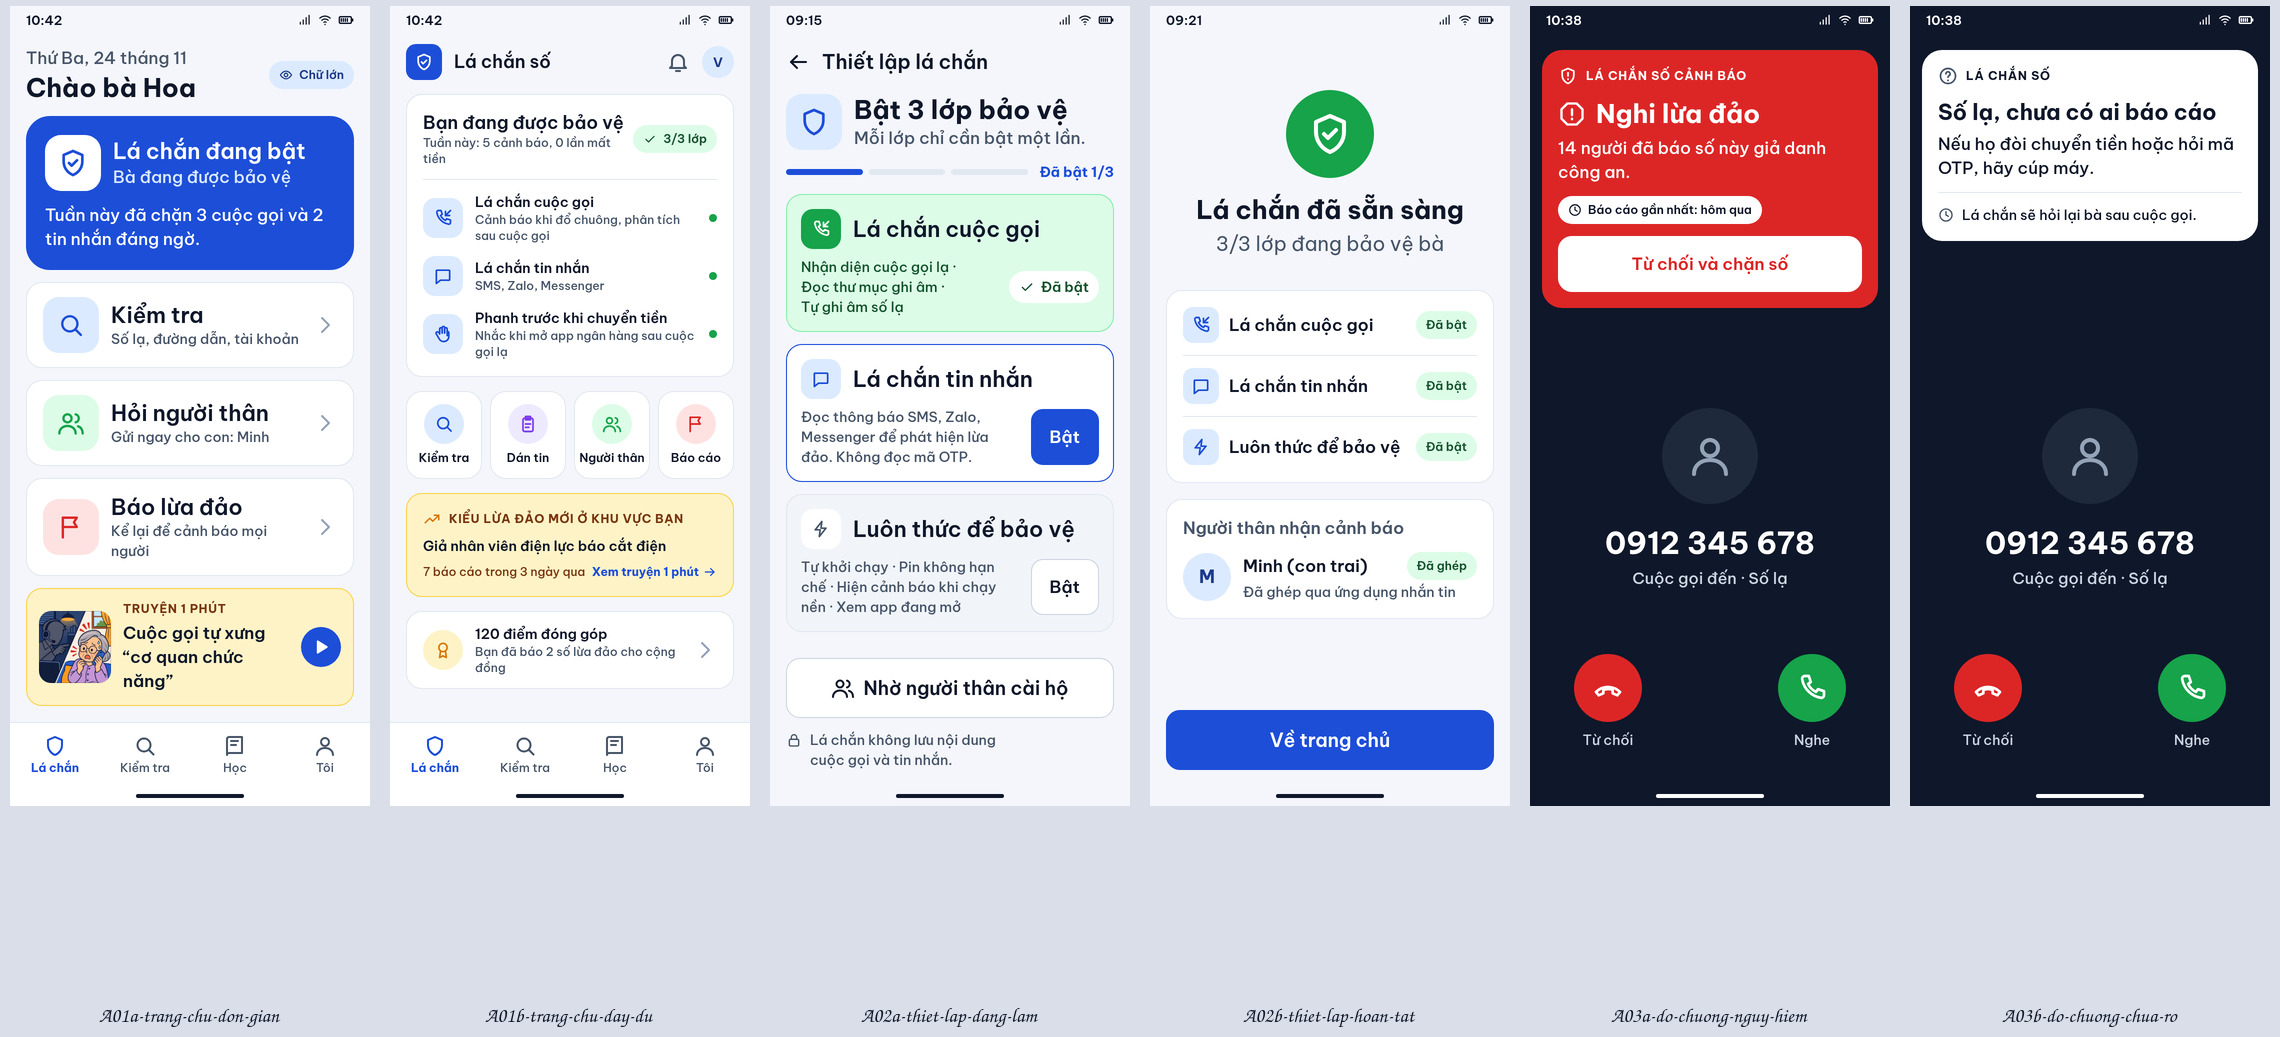 10:42
Thứ Ba, 24 tháng 11
Chào bà Hoa
Chữ lớn
Lá chắn đang bật
Bà đang được bảo vệ
Tuần này đã chặn 3 cuộc gọi và 2
tin nhắn đáng ngờ.
Kiểm tra
Số lạ, đường dẫn, tài khoản
Hỏi người thân
Gửi ngay cho con: Minh
Báo lừa đảo
Kể lại để cảnh báo mọi
người
TRUYỆN 1 PHÚT
Cuộc gọi tự xưng
“cơ quan chức
năng”
Lá chắn
Kiểm tra
Học
Tôi
A01a-trang-chu-don-gian
10:42
Lá chắn số
V
Bạn đang được bảo vệ
Tuần này: 5 cảnh báo, 0 lần mất
tiền
3/3 lớp
Lá chắn cuộc gọi
Cảnh báo khi đổ chuông, phân tích
sau cuộc gọi
Lá chắn tin nhắn
SMS, Zalo, Messenger
Phanh trước khi chuyển tiền
Nhắc khi mở app ngân hàng sau cuộc
gọi lạ
Kiểm tra
Dán tin
Người thân
Báo cáo
KIỂU LỪA ĐẢO MỚI Ở KHU VỰC BẠN
Giả nhân viên điện lực báo cắt điện
7 báo cáo trong 3 ngày qua Xem truyện 1 phút →
120 điểm đóng góp
Bạn đã báo 2 số lừa đảo cho cộng
đồng
Lá chắn
Kiểm tra
Học
Tôi
A01b-trang-chu-day-du
09:15
Thiết lập lá chắn
Bật 3 lớp bảo vệ
Mỗi lớp chỉ cần bật một lần.
Đã bật 1/3
Lá chắn cuộc gọi
Nhận diện cuộc gọi lạ ·
Đọc thư mục ghi âm ·
Tự ghi âm số lạ
Đã bật
Lá chắn tin nhắn
Đọc thông báo SMS, Zalo,
Messenger để phát hiện lừa
đảo. Không đọc mã OTP.
Bật
Luôn thức để bảo vệ
Tự khởi chạy · Pin không hạn
chế · Hiện cảnh báo khi chạy
nền · Xem app đang mở
Bật
Nhờ người thân cài hộ
Lá chắn không lưu nội dung
cuộc gọi và tin nhắn.
A02a-thiet-lap-dang-lam
09:21
Lá chắn đã sẵn sàng
3/3 lớp đang bảo vệ bà
Lá chắn cuộc gọi
Đã bật
Lá chắn tin nhắn
Đã bật
Luôn thức để bảo vệ
Đã bật
Người thân nhận cảnh báo
M
Minh (con trai)
Đã ghép
Đã ghép qua ứng dụng nhắn tin
Về trang chủ
A02b-thiet-lap-hoan-tat
10:38
LÁ CHẮN SỐ CẢNH BÁO
Nghi lừa đảo
14 người đã báo số này giả danh
công an.
Báo cáo gần nhất: hôm qua
Từ chối và chặn số
0912 345 678
Cuộc gọi đến · Số lạ
Từ chối
Nghe
A03a-do-chuong-nguy-hiem
10:38
LÁ CHẮN SỐ
Số lạ, chưa có ai báo cáo
Nếu họ đòi chuyển tiền hoặc hỏi mã
OTP, hãy cúp máy.
Lá chắn sẽ hỏi lại bà sau cuộc gọi.
0912 345 678
Cuộc gọi đến · Số lạ
Từ chối
Nghe
A03b-do-chuong-chua-ro